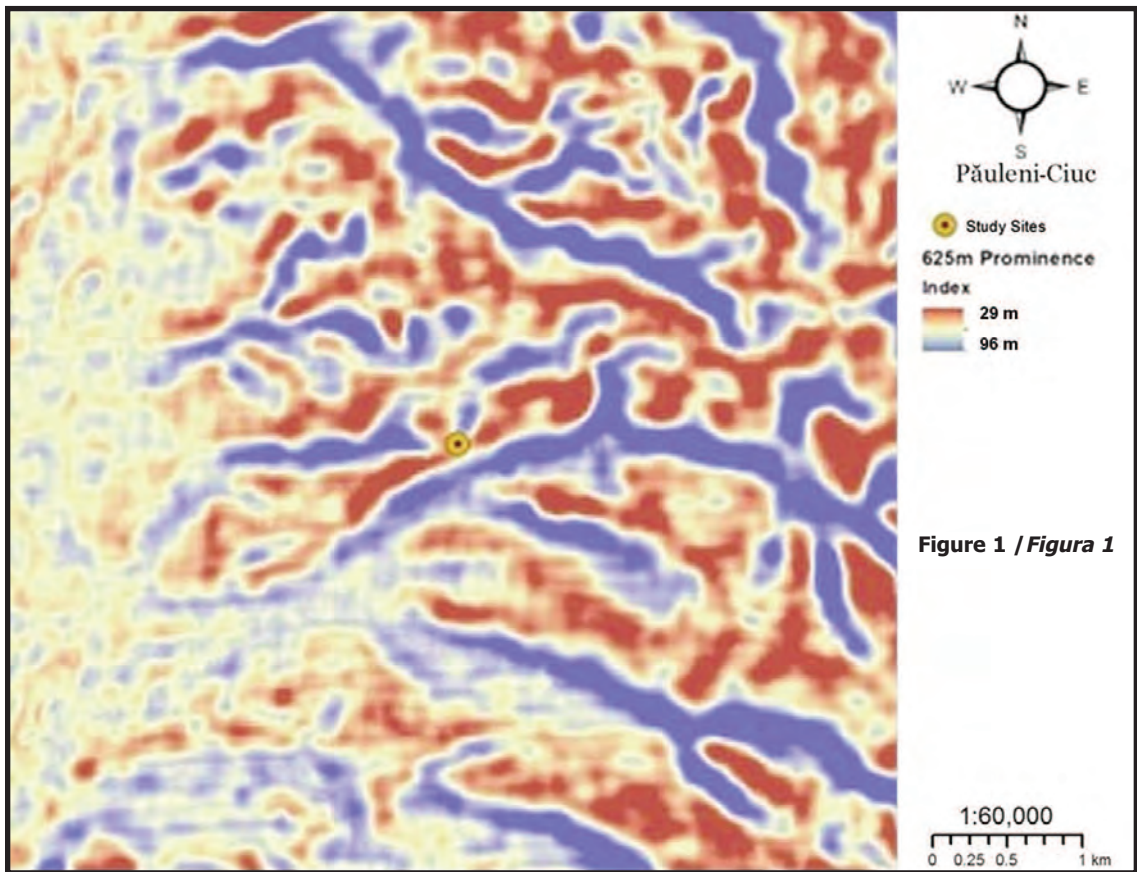 N
W E
S
Păuleni-Ciuc
Study Sites
625m Prominence
Index
29 m
96 m
Figure 1 / Figura 1
1:60,000
0 0.25 0.5 1 km